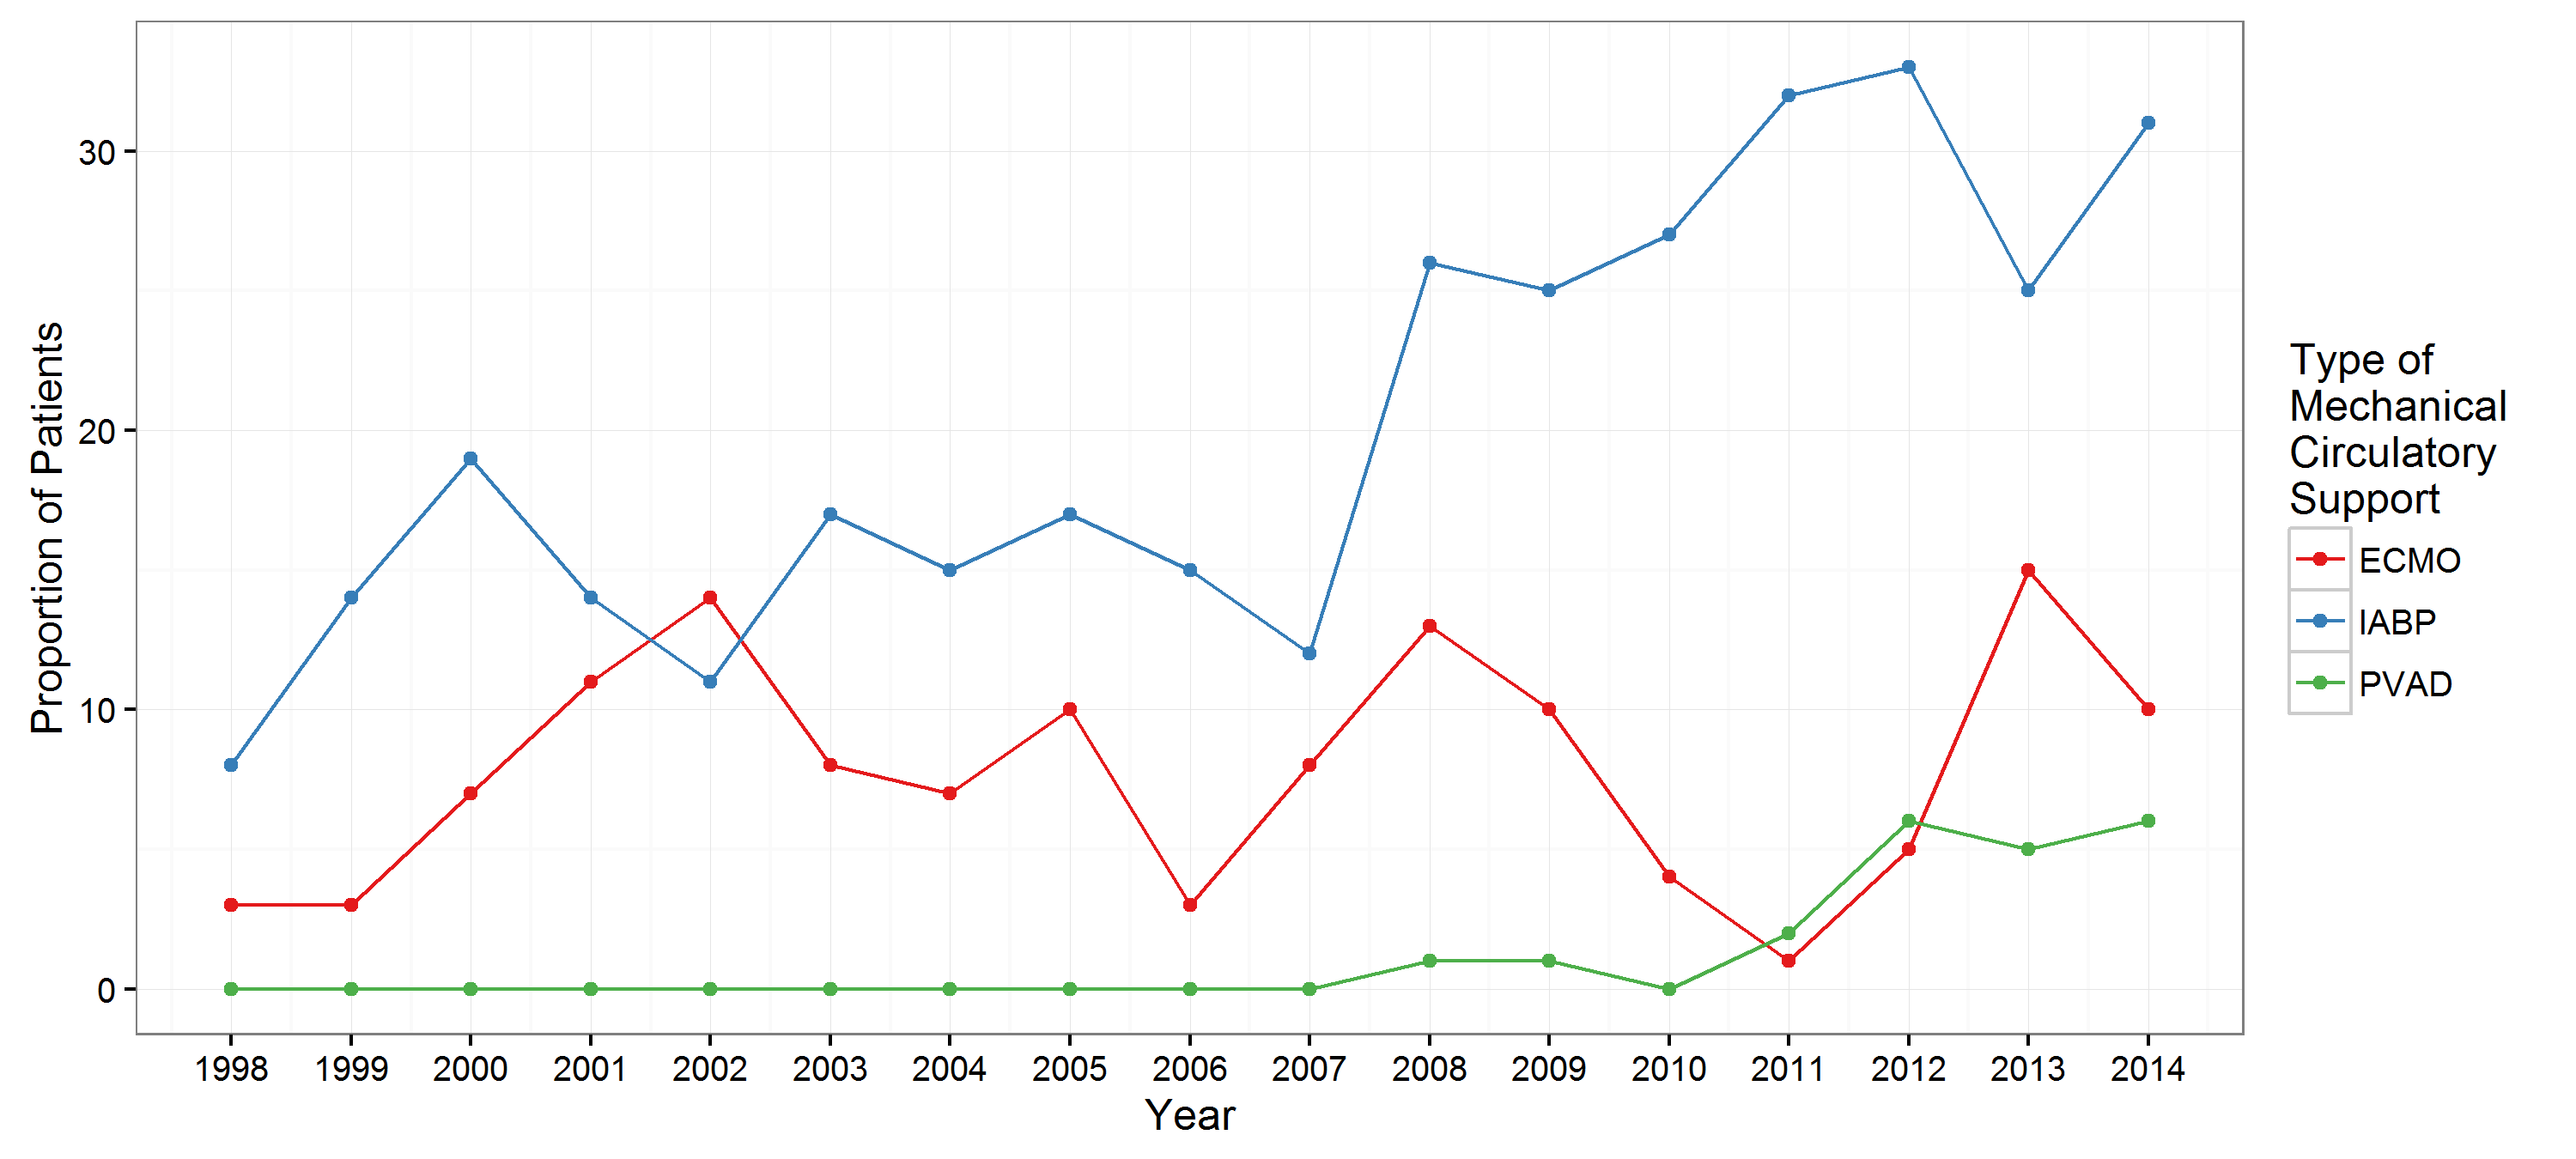 30
20
10
0
Proportion of Patients
1998 1999 2000 2001 2002 2003 2004 2005 2006 2007 2008 2009 2010 2011 2012 2013 2014
Year
Type of
Mechanical
Circulatory
Support
ECMO
IABP
PVAD